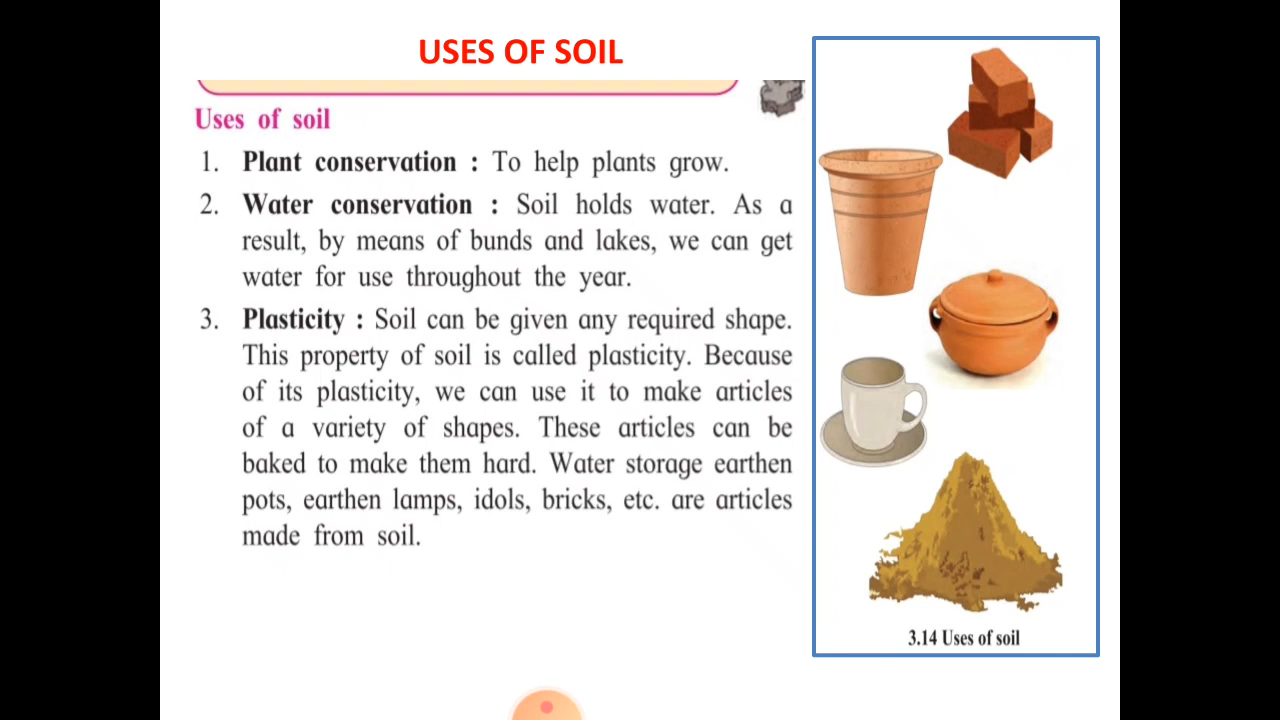 USES OF SOIL
Uses of soil
1. Plant conservation : To help plants grow.
2. Water conservation : Soil holds water. As a
result, by means of bunds and lakes, we can get
water for use throughout the year.
3. Plasticity : Soil can be given any required shape.
This property of soil is called plasticity. Because
of its plasticity, we can use it to make articles
of a variety of shapes. These articles can be
baked to make them hard. Water storage earthen
pots, earthen lamps, idols, bricks, etc. are articles
made from soil.
3.14 Uses of soil